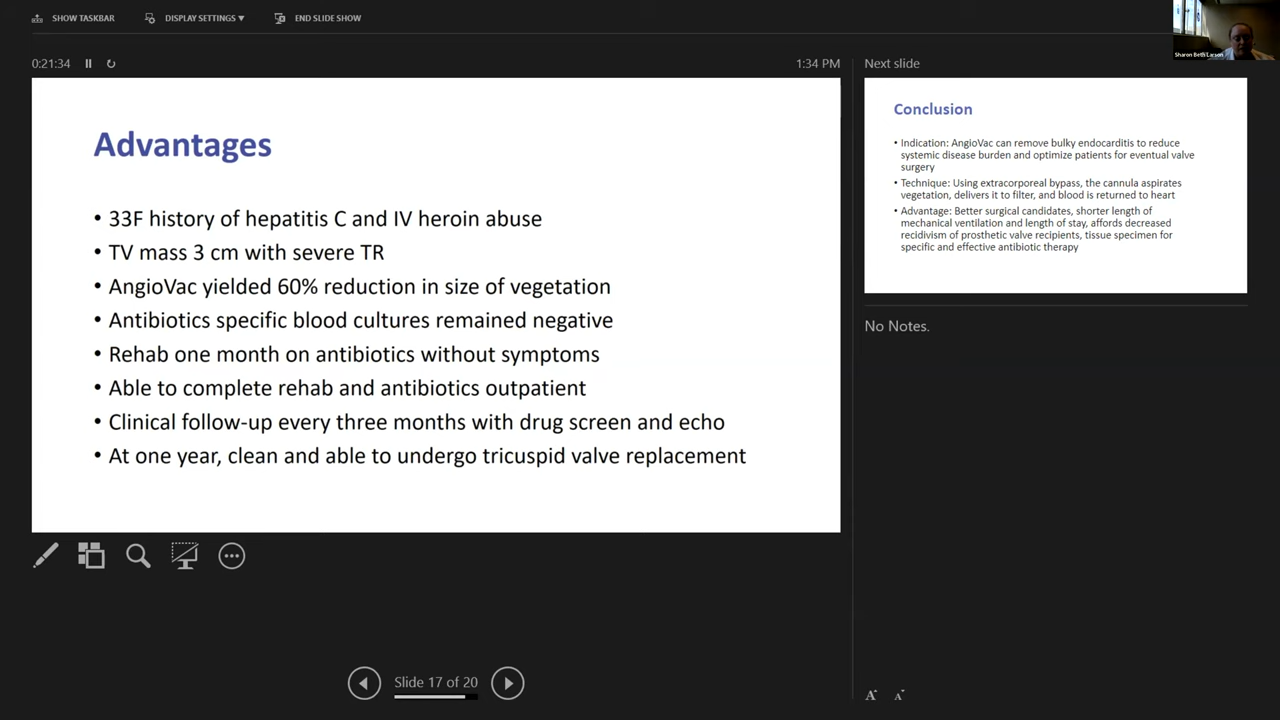 SHOW TASKBAR
DISPLAY SETTINGS ▼
END SLIDE SHOW
Sharon Beth Larson
0:21:34
1:34 PM
Advantages
• 33F history of hepatitis C and IV heroin abuse
• TV mass 3 cm with severe TR
• AngioVac yielded 60% reduction in size of vegetation
• Antibiotics specific blood cultures remained negative
• Rehab one month on antibiotics without symptoms
• Able to complete rehab and antibiotics outpatient
• Clinical follow-up every three months with drug screen and echo
• At one year, clean and able to undergo tricuspid valve replacement
Slide 17 of 20
Next slide
Conclusion
• Indication: AngioVac can remove bulky endocarditis to reduce
systemic disease burden and optimize patients for eventual valve
surgery
• Technique: Using extracorporeal bypass, the cannula aspirates
vegetation, delivers it to filter, and blood is returned to heart
• Advantage: Better surgical candidates, shorter length of
mechanical ventilation and length of stay, affords decreased
recidivism of prosthetic valve recipients, tissue specimen for
specific and effective antibiotic therapy
No Notes.
A A